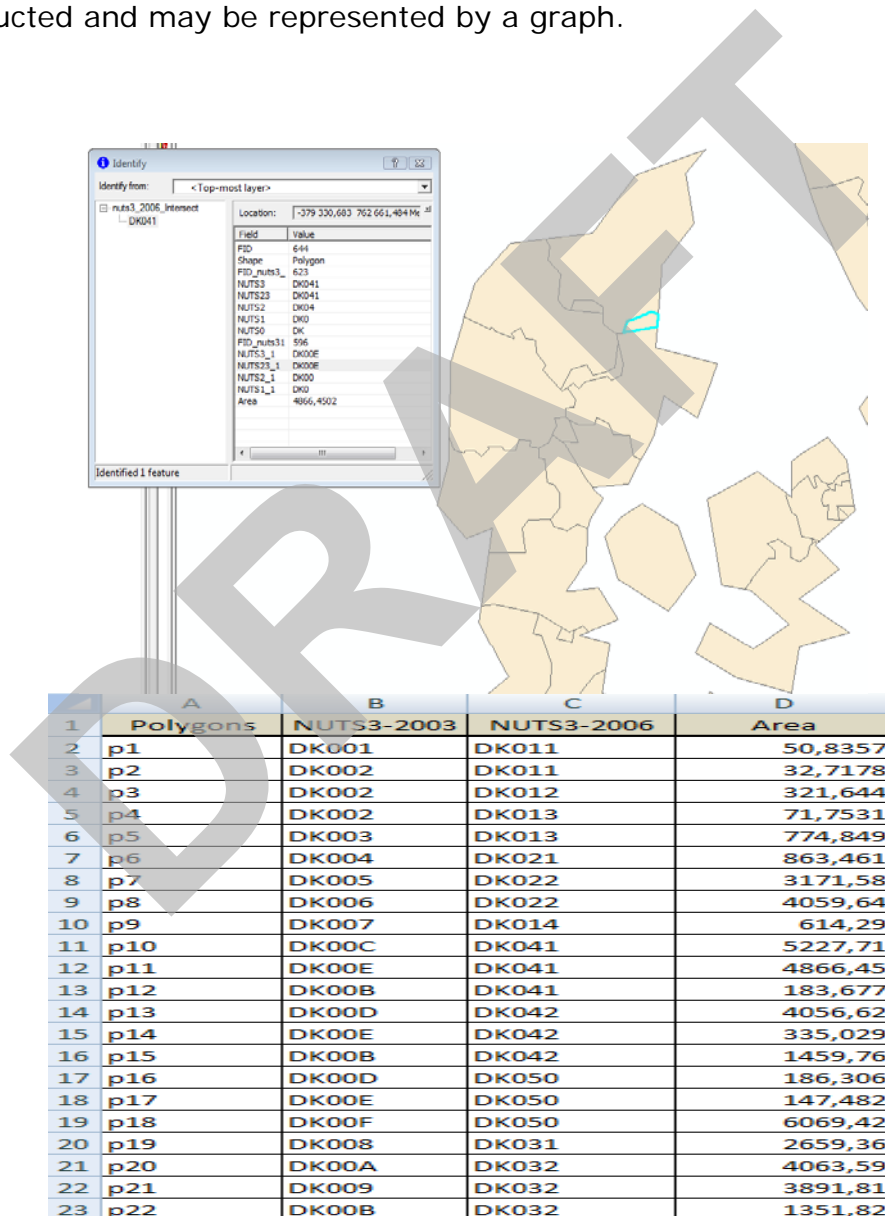 ucted and may be represented by a graph.
Identify
Identify from: <Top-most layer>
nuts3_2006_Intersect
DK041
Location: -379 330,683 762 661,484 Me
Field Value
FID 644
Shape Polygon
FID_nuts3_ 623
NUTS3 DK041
NUTS23 DK041
NUTS2 DK04
NUTS1 DK0
NUTS0 DK
FID_nuts31 596
NUTS3_1 DK00E
NUTS23_1 DK00E
NUTS2_1 DK00
NUTS1_1 DK0
Area 4866,4502
Identified 1 feature
DRAFT
A B C D
1 Polygons NUTS3-2003 NUTS3-2006 Area
2 p1 DK001 DK011 50,8357
3 p2 DK002 DK011 32,7178
4 p3 DK002 DK012 321,644
5 p4 DK002 DK013 71,7531
6 p5 DK003 DK013 774,849
7 p6 DK004 DK021 863,461
8 p7 DK005 DK022 3171,58
9 p8 DK006 DK022 4059,64
10 p9 DK007 DK014 614,29
11 p10 DK00C DK041 5227,71
12 p11 DK00E DK041 4866,45
13 p12 DK00B DK041 183,677
14 p13 DK00D DK042 4056,62
15 p14 DK00E DK042 335,029
16 p15 DK00B DK042 1459,76
17 p16 DK00D DK050 186,306
18 p17 DK00E DK050 147,482
19 p18 DK00F DK050 6069,42
20 p19 DK008 DK031 2659,36
21 p20 DK00A DK032 4063,59
22 p21 DK009 DK032 3891,81
23 p22 DK00B DK032 1351,82